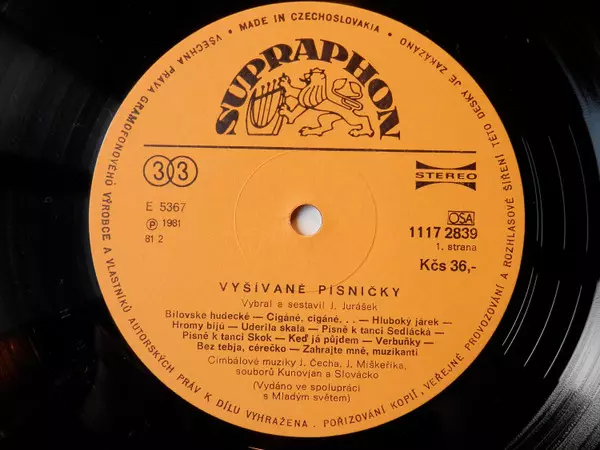 VŠECHNA PRÁVA GRAMOFONOVÉHO VÝROBCE A VLASTNÍKŮ AUTORSKÝCH PRÁV K DÍLU VYHRAŽENA • POŘIZOVÁNÍ KOPIÍ, VEŘEJNÉ PROVOZOVÁNÍ A ROZHLASOVÉ ŠÍŘENÍ TÉTO DESKY JE ZAKÁZÁNO
• MADE IN CZECHOSLOVAKIA •
SUPRAPHON
33
STEREO
E 5367
Ⓟ 1981
81 2
OSA
1117 2839
1. strana
Kčs 36,-
VYŠÍVANÉ PÍSNIČKY
Vybral a sestavil J. Jurášek
Bílovské hudecké — Cigáně, cigáně. . . — Hluboký járek —
Hromy bijú — Uderila skala — Písně k tanci Sedlácká —
Písně k tanci Skok — Keď já půjdem — Verbuňky —
Bez tebja, cérečko — Zahrajte mně, muzikanti
Cimbálové muziky J. Čecha, J. Miškeříka,
souborů Kunovjan a Slovácko
(Vydáno ve spolupráci
s Mladým světem)